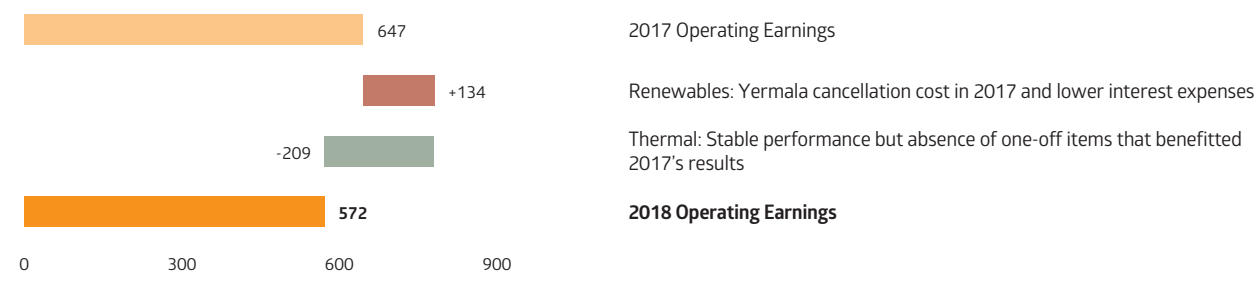 647
2017 Operating Earnings
+134
Renewables: Yermala cancellation cost in 2017 and lower interest expenses
-209
Thermal: Stable performance but absence of one-off items that benefitted
2017's results
572
2018 Operating Earnings
0 300 600 900